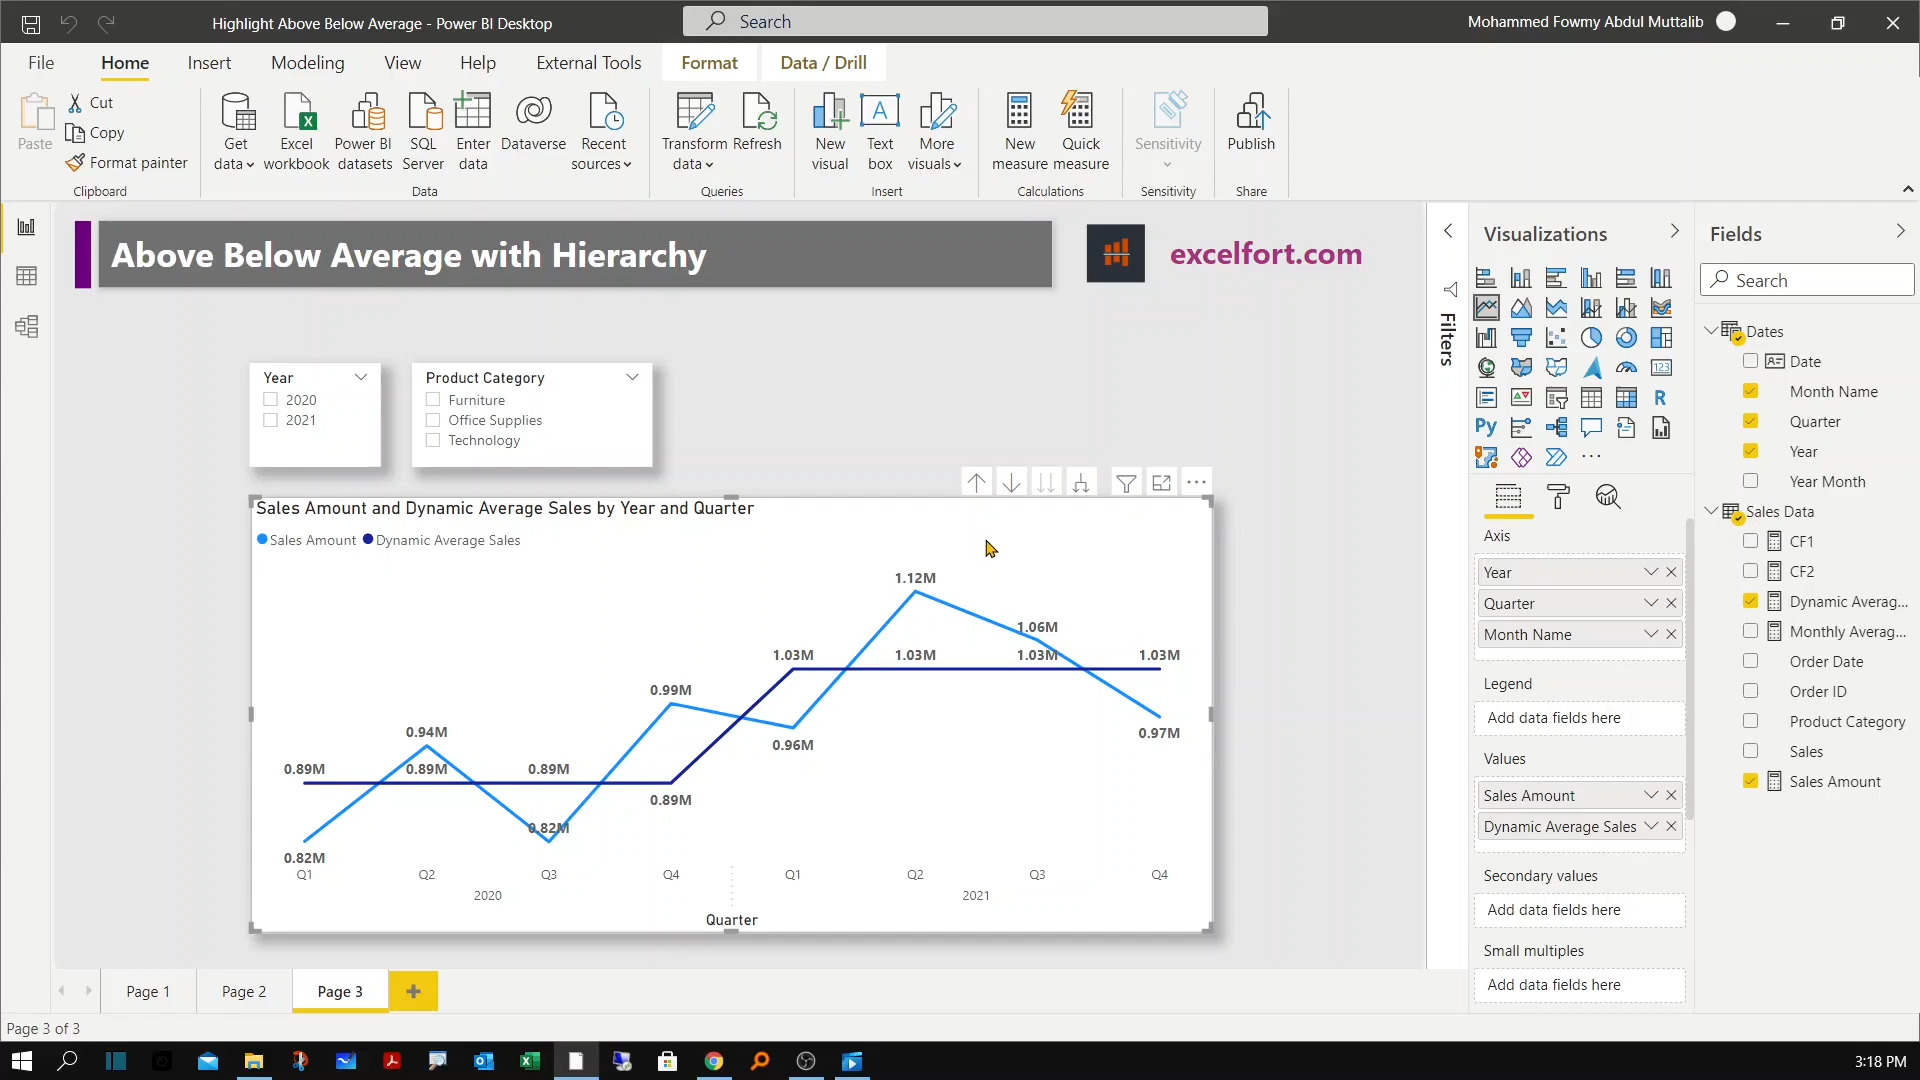 Highlight Above Below Average - Power BI Desktop
Search
Mohammed Fowmy Abdul Muttalib
File
Home
Insert
Modeling
View
Help
External Tools
Format
Data / Drill
Paste
Cut
Copy
Format painter
Clipboard
Get
data
Excel
workbook
Power BI
datasets
SQL
Server
Enter
data
Dataverse
Recent
sources
Data
Transform
data
Refresh
Queries
New
visual
Text
box
More
visuals
Insert
New
measure
Quick
measure
Calculations
Sensitivity
Sensitivity
Publish
Share
Above Below Average with Hierarchy
excelfort.com
Year
2020
2021
Product Category
Furniture
Office Supplies
Technology
Sales Amount and Dynamic Average Sales by Year and Quarter
Sales Amount
Dynamic Average Sales
1.12M
1.06M
1.03M
1.03M
1.03M
1.03M
0.99M
0.97M
0.94M
0.96M
0.89M
0.89M
0.89M
0.89M
0.82M
0.82M
Q1
Q2
Q3
Q4
Q1
Q2
Q3
Q4
2020
2021
Quarter
Filters
Visualizations
123
R
Py
Axis
Year
Quarter
Month Name
Legend
Add data fields here
Values
Sales Amount
Dynamic Average Sales
Secondary values
Add data fields here
Small multiples
Add data fields here
Fields
Search
Dates
Date
Month Name
Quarter
Year
Year Month
Sales Data
CF1
CF2
Dynamic Averag...
Monthly Averag...
Order Date
Order ID
Product Category
Sales
Sales Amount
Page 1
Page 2
Page 3
Page 3 of 3
3:18 PM